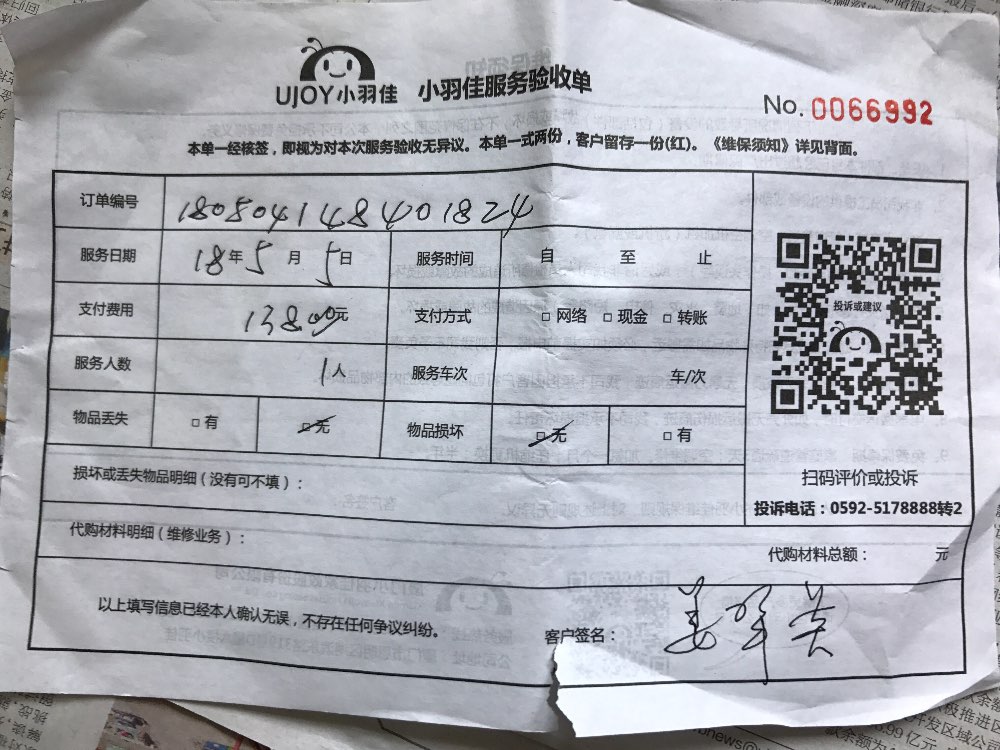 UJOY小羽佳 小羽佳服务验收单
No. 0066992
本单一经核签，即视为对本次服务验收无异议。本单一式两份，客户留存一份(红)。《维保须知》详见背面。
订单编号 180504148401824
服务日期 18年5月5日 服务时间 自 至 止
支付费用 138.00元 支付方式 □网络 □现金 □转账
服务人数 1人 服务车次 车/次
物品丢失 □有 □无 物品损坏 □无 □有
投诉或建议
扫码评价或投诉
投诉电话：0592-5178888转2
损坏或丢失物品明细（没有可不填）：
代购材料明细（维修业务）：
代购材料总额： 元
以上填写信息已经本人确认无误，不存在任何争议纠纷。
客户签名：姜